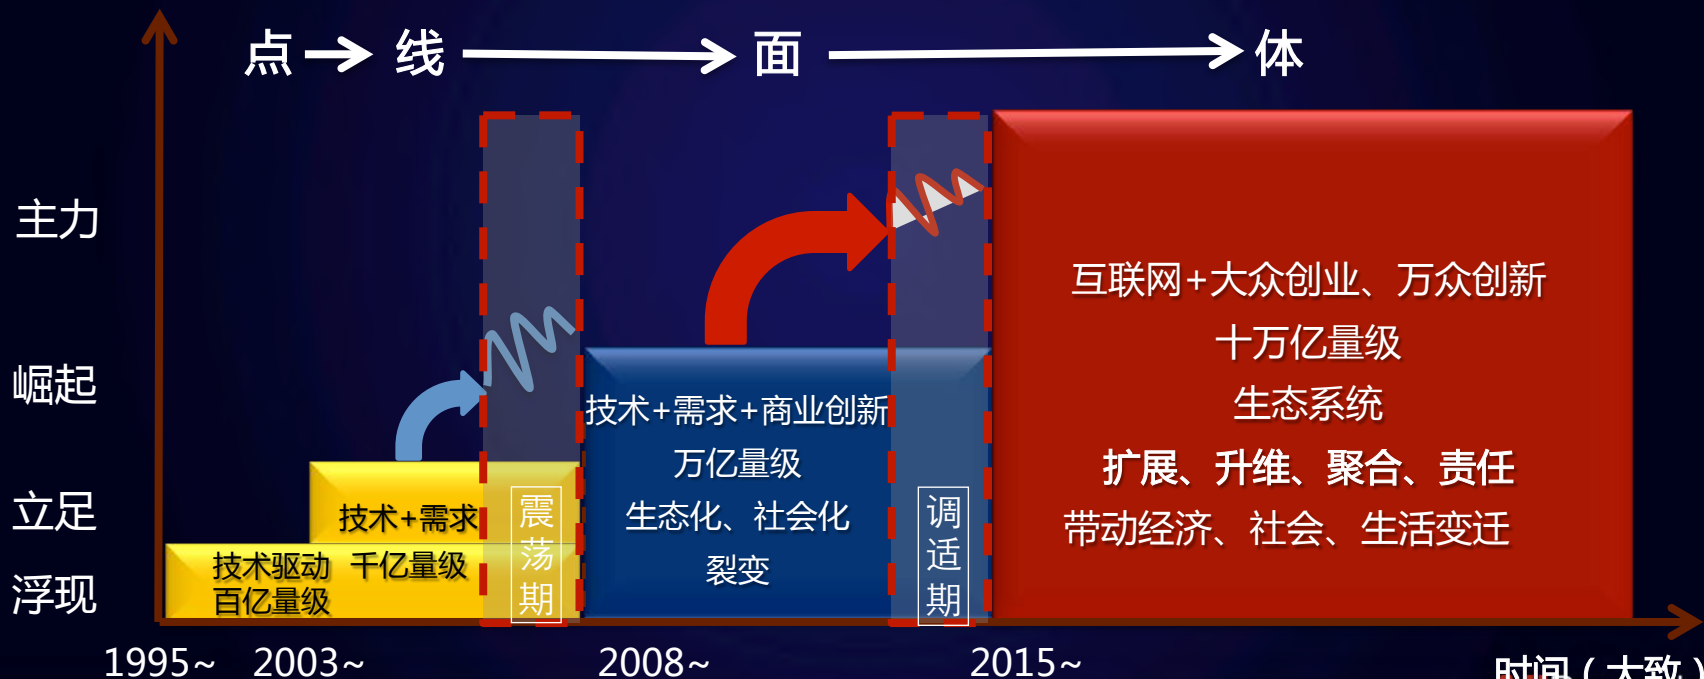 点 线 面 体
主力
崛起
立足
浮现
技术驱动
百亿量级
技术+需求
千亿量级
震荡期
技术+需求+商业创新
万亿量级
生态化、社会化
裂变
调适期
互联网+大众创业、万众创新
十万亿量级
生态系统
扩展、升维、聚合、责任
带动经济、社会、生活变迁
1995~ 2003~ 2008~ 2015~
时间（大致）